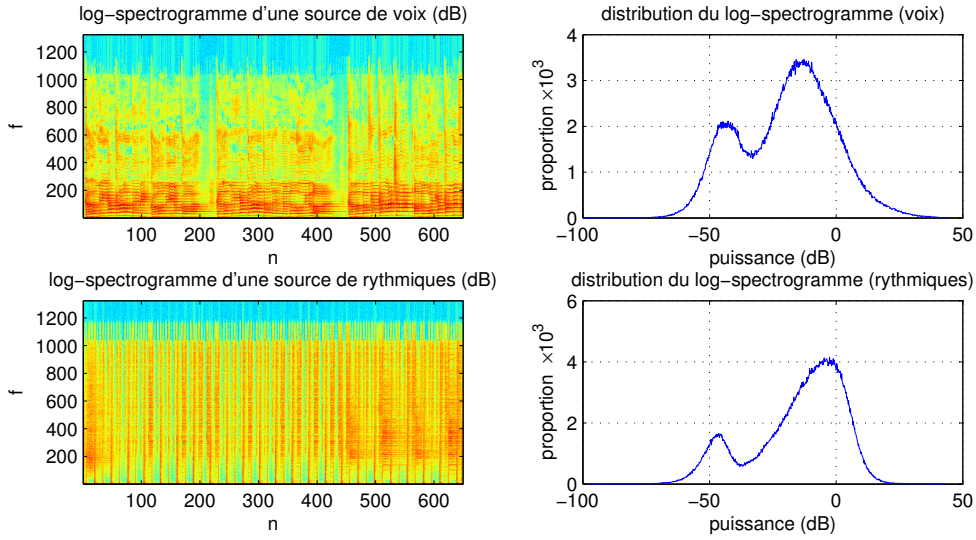 log−spectrogramme d'une source de voix (dB)
1200
1000
800
600
400
200
f
100 200 300 400 500 600
n
distribution du log−spectrogramme (voix)
4
3
2
1
0
proportion ×10³
−100 −50 0 50
puissance (dB)
log−spectrogramme d'une source de rythmiques (dB)
1200
1000
800
600
400
200
f
100 200 300 400 500 600
n
distribution du log−spectrogramme (rythmiques)
6
4
2
0
proportion ×10³
−100 −50 0 50
puissance (dB)